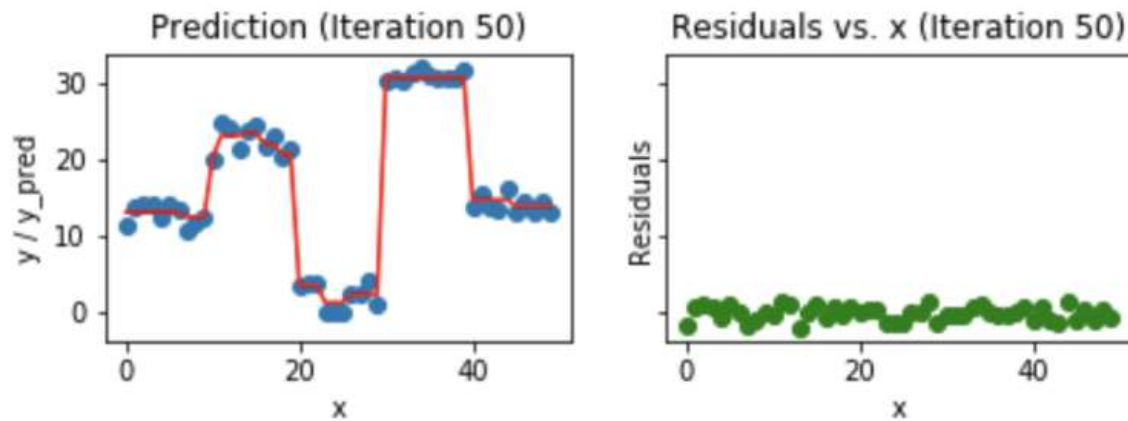 Prediction (Iteration 50)
y / y_pred
30
20
10
0
0
20
40
x
Residuals vs. x (Iteration 50)
Residuals
0
20
40
x